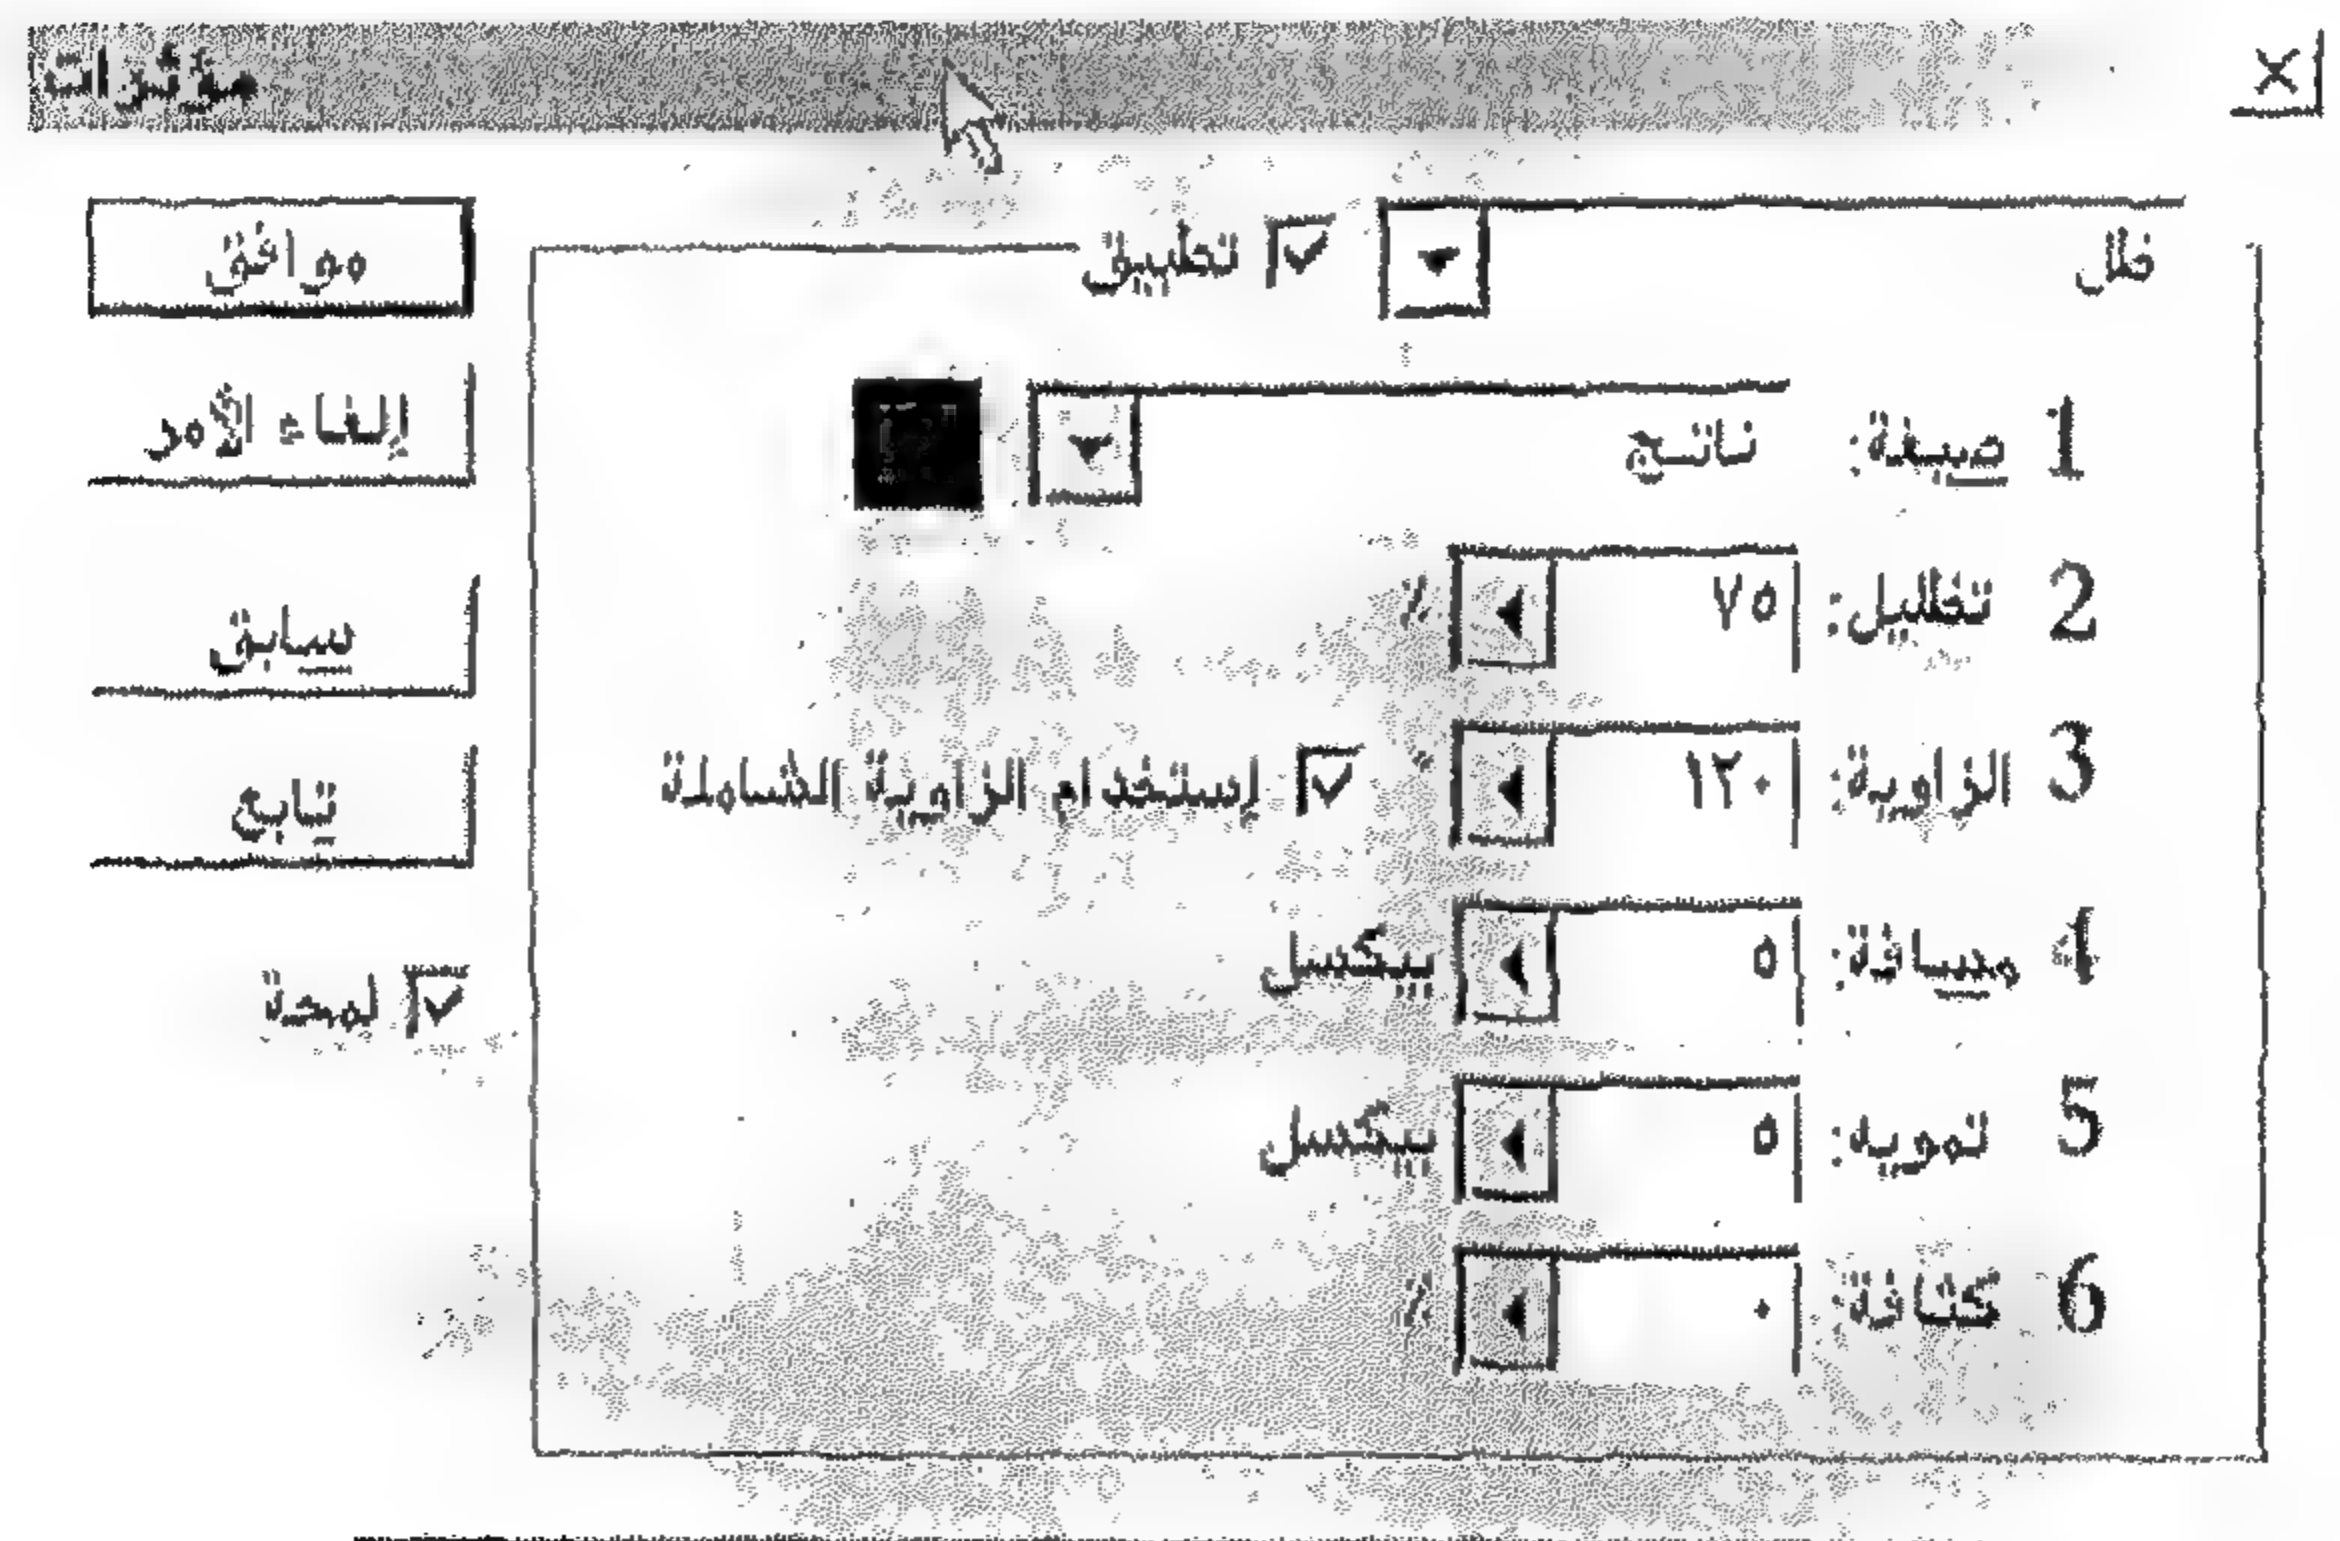 مؤثرات
ظل
تطبيق
موافق
1 صيغة: ناتج
إلغاء الأمر
2 تظليل: ٧٥ ٪
سابق
3 الزاوية: ١٢٠ ° إستخدام الزاوية الشاملة
تابع
4 مسافة: ٥ بيكسل
لمحة
5 تمويه: ٥ بيكسل
6 كثافة: ٠ ٪